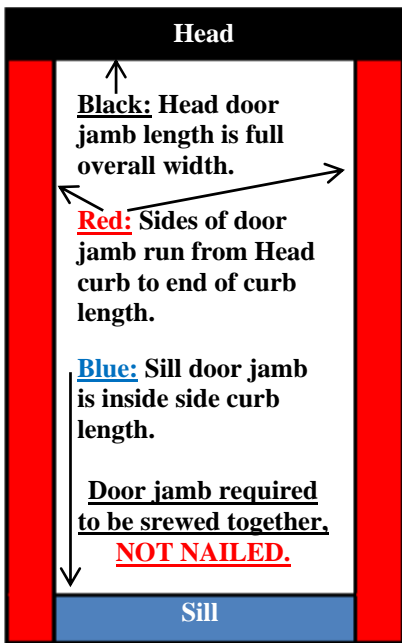 Head
Black: Head door
jamb length is full
overall width.
Red: Sides of door
jamb run from Head
curb to end of curb
length.
Blue: Sill door jamb
is inside side curb
length.
Door jamb required
to be srewed together,
NOT NAILED.
Sill